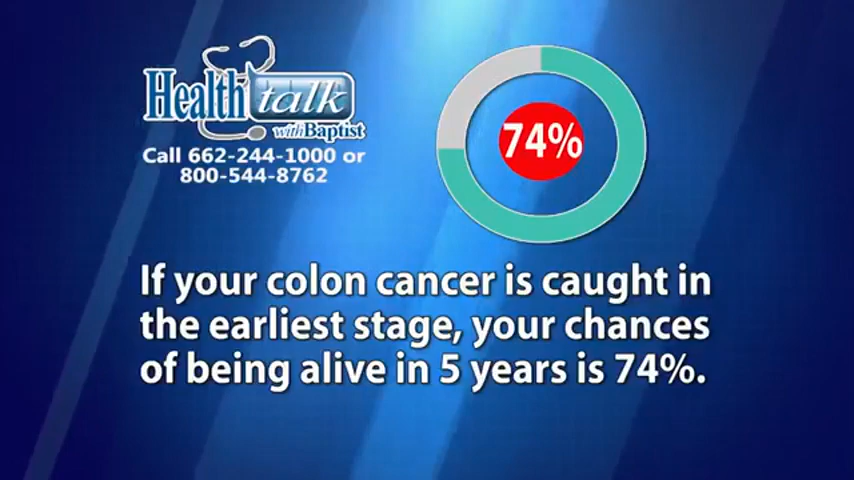 Health talk
with Baptist
Call 662-244-1000 or
800-544-8762
74%
If your colon cancer is caught in
the earliest stage, your chances
of being alive in 5 years is 74%.